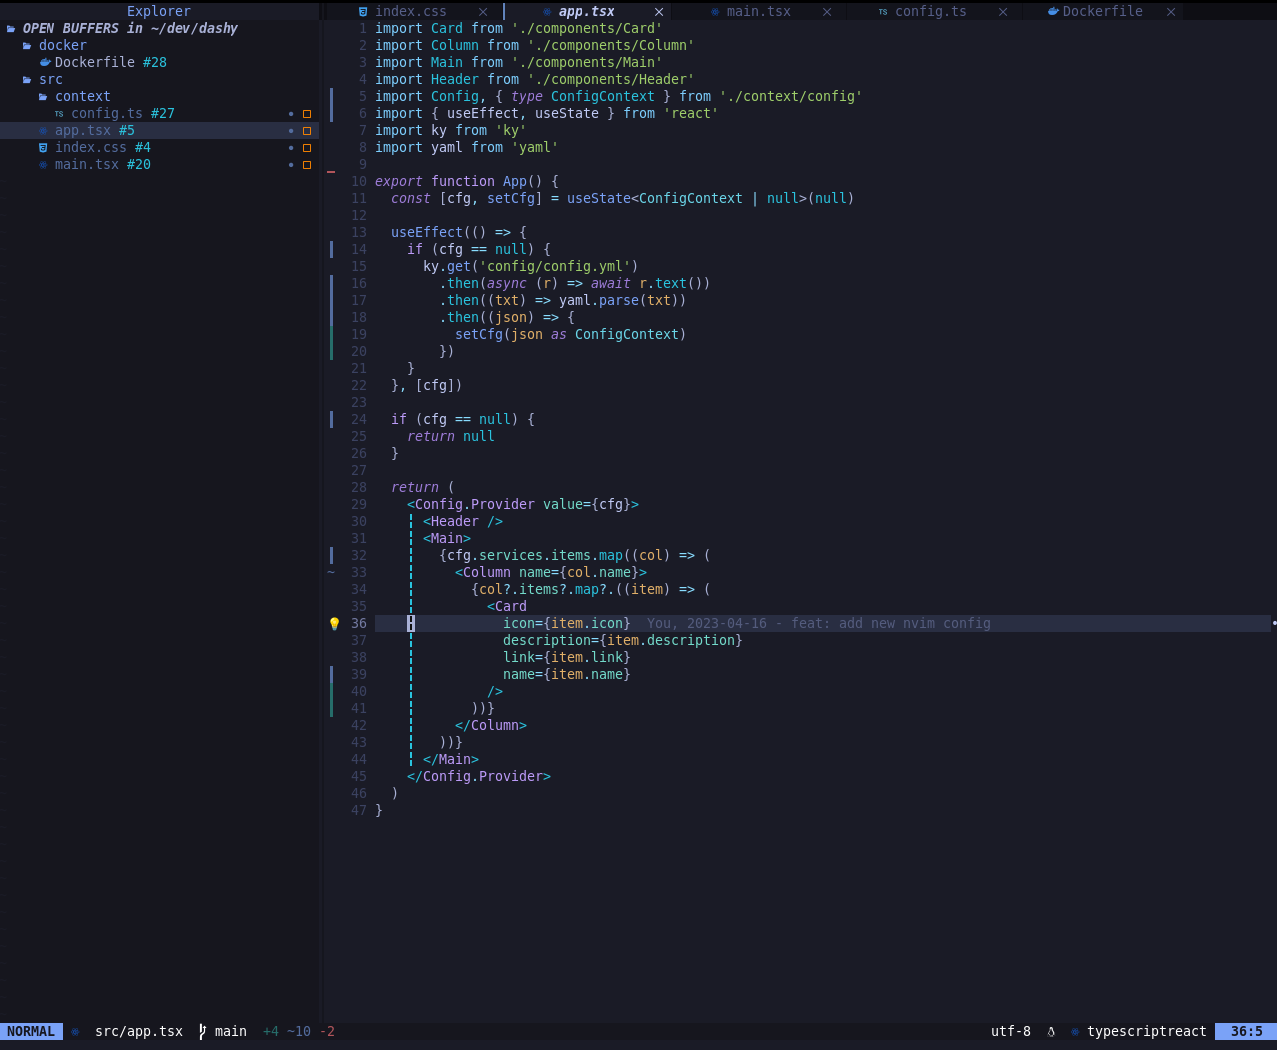 Explorer
index.css
app.tsx
main.tsx
config.ts
Dockerfile
OPEN BUFFERS in ~/dev/dashy
docker
Dockerfile #28
src
context
TS config.ts #27
app.tsx #5
index.css #4
main.tsx #20
1 import Card from './components/Card'
2 import Column from './components/Column'
3 import Main from './components/Main'
4 import Header from './components/Header'
5 import Config, { type ConfigContext } from './context/config'
6 import { useEffect, useState } from 'react'
7 import ky from 'ky'
8 import yaml from 'yaml'
9
10 export function App() {
11   const [cfg, setCfg] = useState<ConfigContext | null>(null)
12
13   useEffect(() => {
14     if (cfg == null) {
15       ky.get('config/config.yml')
16         .then(async (r) => await r.text())
17         .then((txt) => yaml.parse(txt))
18         .then((json) => {
19           setCfg(json as ConfigContext)
20         })
21     }
22   }, [cfg])
23
24   if (cfg == null) {
25     return null
26   }
27
28   return (
29     <Config.Provider value={cfg}>
30       <Header />
31       <Main>
32         {cfg.services.items.map((col) => (
~ 33           <Column name={col.name}>
34             {col?.items?.map?.((item) => (
35               <Card
36                 icon={item.icon}  You, 2023-04-16 - feat: add new nvim config
37                 description={item.description}
38                 link={item.link}
39                 name={item.name}
40               />
41             ))}
42           </Column>
43         ))}
44       </Main>
45     </Config.Provider>
46   )
47 }
NORMAL src/app.tsx main +4 ~10 -2 utf-8 typescriptreact 36:5